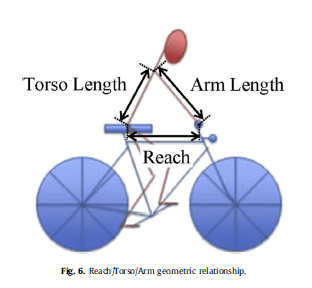 Torso Length
Arm Length
Reach
Fig. 6. Reach/Torso/Arm geometric relationship.